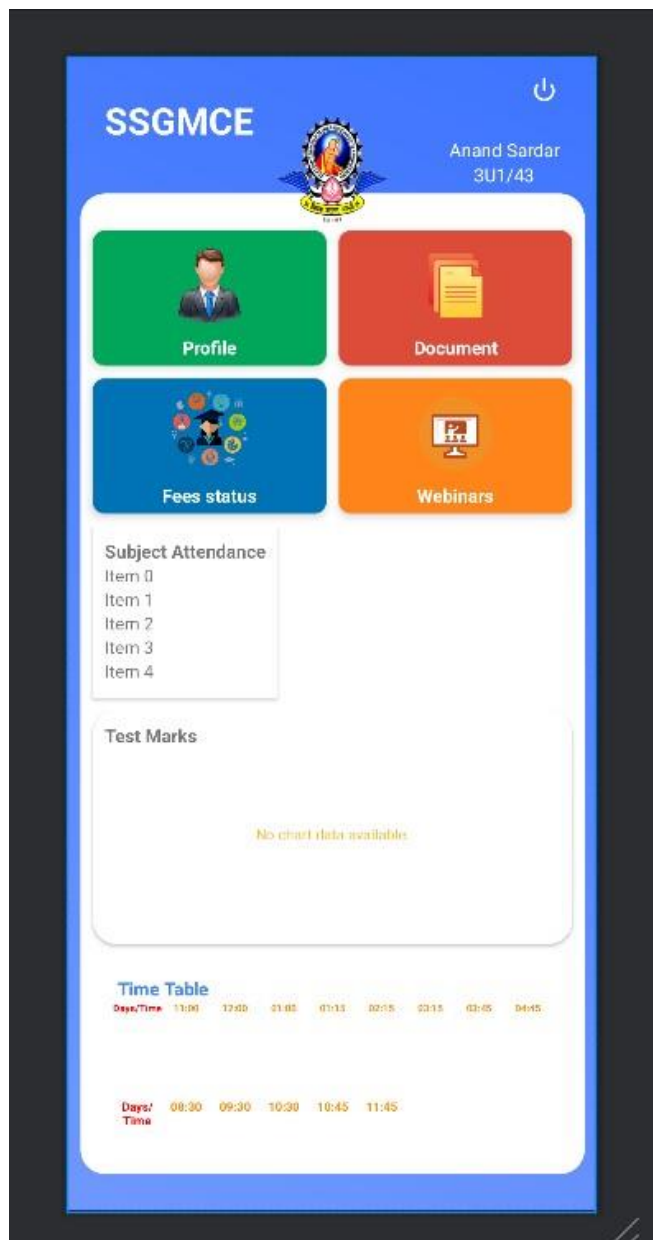 SSGMCE
Anand Sardar
3U1/43
Profile
Document
Fees status
Webinars
Subject Attendance
Item 0
Item 1
Item 2
Item 3
Item 4
Test Marks
No chart data available.
Time Table
Days/Time 11:00 12:00 01:00 01:15 02:15 03:15 03:45 04:45
Days/ 08:30 09:30 10:30 10:45 11:45
Time